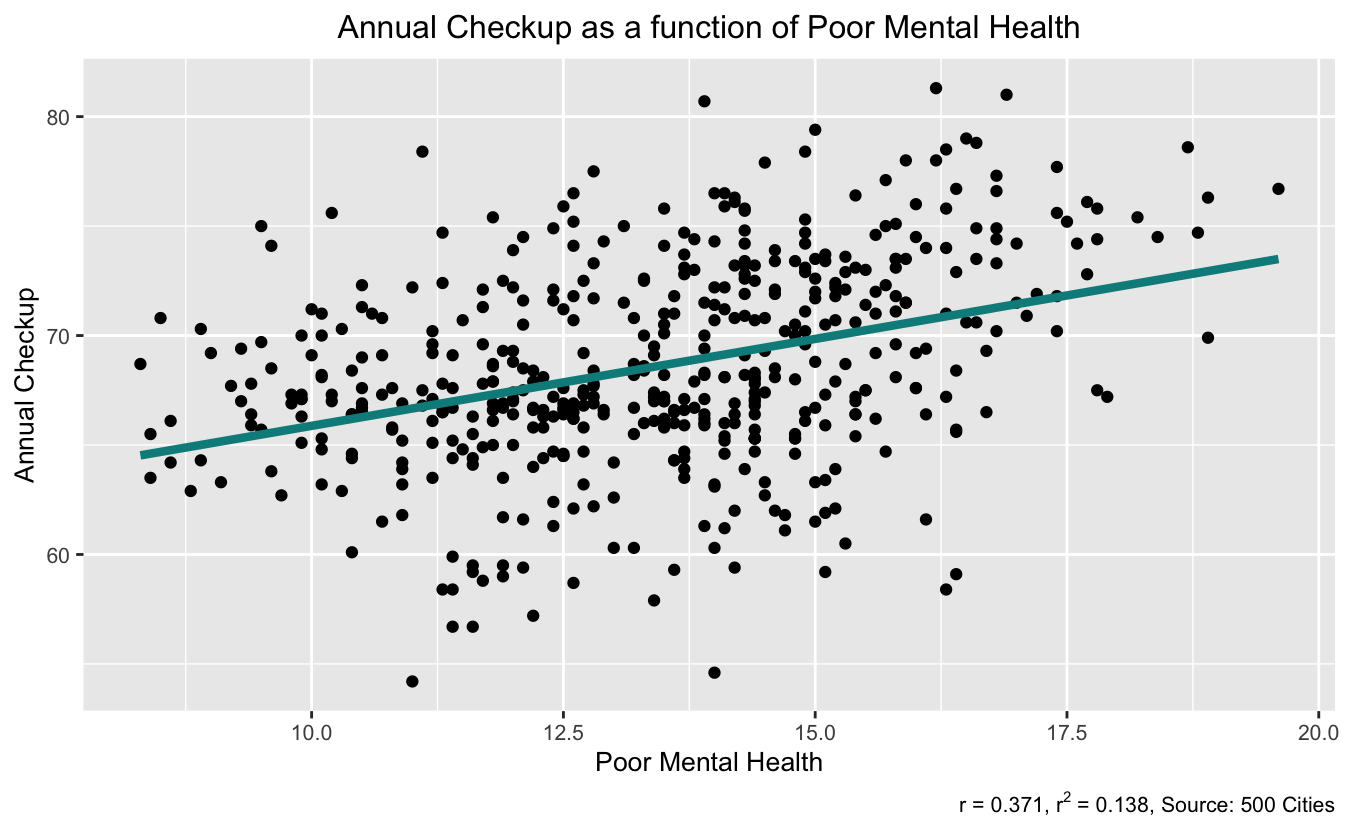 Annual Checkup as a function of Poor Mental Health
Annual Checkup
80
70
60
10.0 12.5 15.0 17.5 20.0
Poor Mental Health
r = 0.371, r² = 0.138, Source: 500 Cities